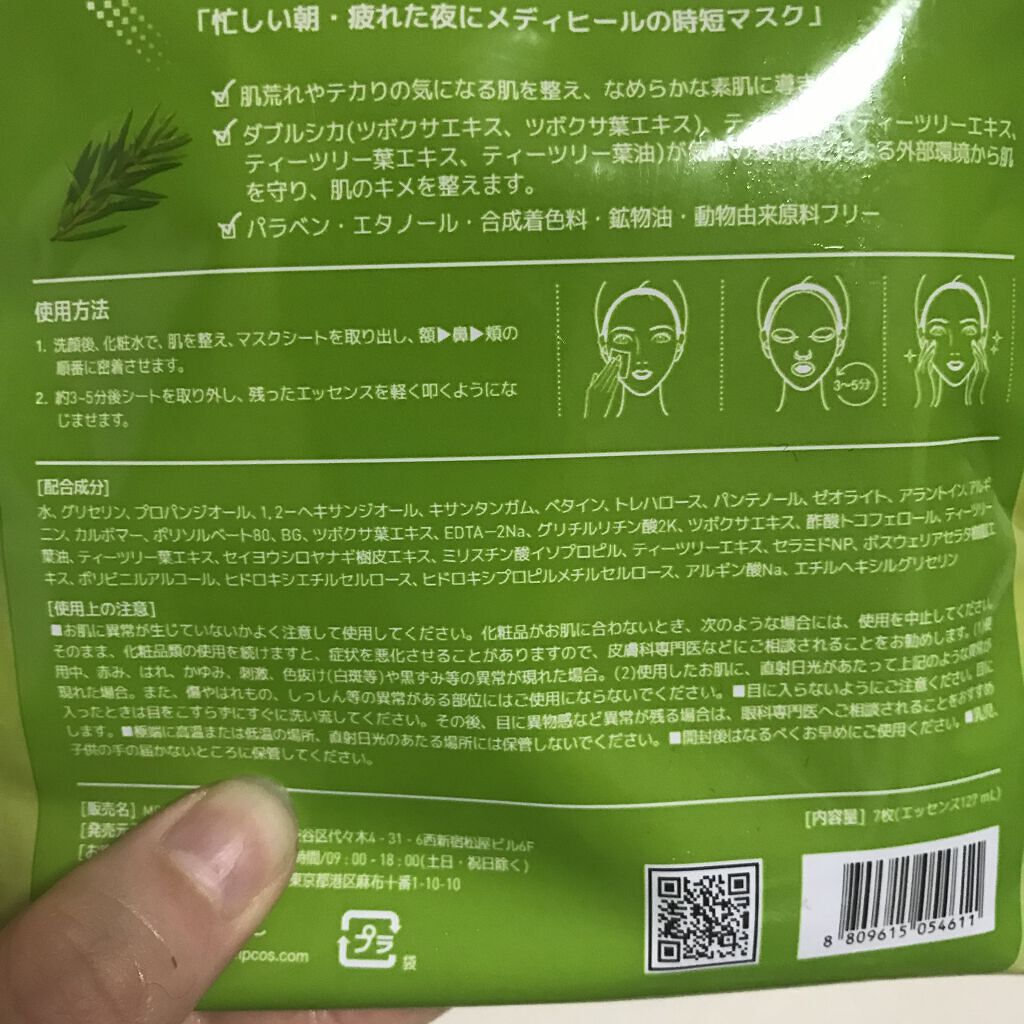 「忙しい朝・疲れた夜にメディヒールの時短マスク」
肌荒れやテカりの気になる肌を整え、なめらかな素肌に導き
ダブルシカ(ツボクサエキス、ツボクサ葉エキス)、ティーツリーエキス、
ティーツリー葉エキス、ティーツリー葉油)が による外部環境から肌
を守り、肌のキメを整えます。
パラベン・エタノール・合成着色料・鉱物油・動物由来原料フリー
使用方法
1. 洗顔後、化粧水で、肌を整え、マスクシートを取り出し、額▶鼻▶頬の
順番に密着させます。
2. 約3~5分後シートを取り外し、残ったエッセンスを軽く叩くようにな
じませます。
3~5分
[配合成分]
水、グリセリン、プロパンジオール、1,2-ヘキサンジオール、キサンタンガム、ベタイン、トレハロース、パンテノール、ゼオライト、アラントイン、アルギ
ニン、カルボマー、ポリソルベート80、BG、ツボクサ葉エキス、EDTA-2Na、グリチルリチン酸2K、ツボクサエキス、酢酸トコフェロール、ティーツリー
葉油、ティーツリー葉エキス、セイヨウシロヤナギ樹皮エキス、ミリスチン酸イソプロピル、ティーツリーエキス、セラミドNP、ボスウェリアセラタ樹脂エ
キス、ポリビニルアルコール、ヒドロキシエチルセルロース、ヒドロキシプロピルメチルセルロース、アルギン酸Na、エチルヘキシルグリセリン
[使用上の注意]
■お肌に異常が生じていないかよく注意して使用してください。化粧品がお肌に合わないとき、次のような場合には、使用を中止してください。
そのまま、化粧品類の使用を続けますと、症状を悪化させることがありますので、皮膚科専門医などにご相談されることをお勧めします。(1)使
用中、赤み、はれ、かゆみ、刺激、色抜け(白斑等)や黒ずみ等の異常が現れた場合。(2)使用したお肌に、直射日光があたって上記のような異常が
現れた場合。また、傷やはれもの、しっしん等の異常がある部位にはご使用にならないでください。■目に入らないようにご注意ください。目に
入ったときは目をこすらずにすぐに洗い流してください。その後、目に異物感など異常が残る場合は、眼科専門医へご相談されることをおすすめ
します。■極端に高温または低温の場所、直射日光のあたる場所には保管しないでください。■開封後はなるべくお早めにご使用ください。■乳児、
子供の手の届かないところに保管してください。
[販売名]
[内容量] 7枚(エッセンス127 mL)
[発売元] 渋谷区代々木4-31-6西新宿松屋ビル6F
時間/09:00-18:00(土日・祝日除く)
東京都港区麻布十番1-10-10
pcos.com
プラ
袋
8 809615 054611